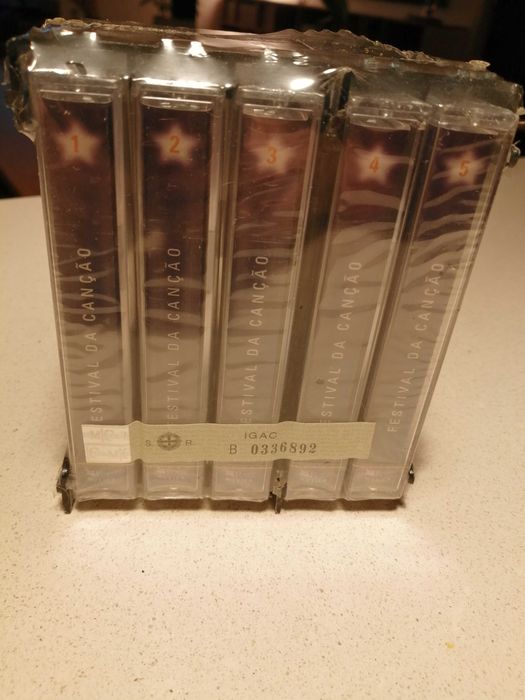 1
FESTIVAL DA CANÇÃO
2
FESTIVAL DA CANÇÃO
3
FESTIVAL DA CANÇÃO
4
FESTIVAL DA CANÇÃO
5
FESTIVAL DA CANÇÃO
S. R.
IGAC
B 0336892